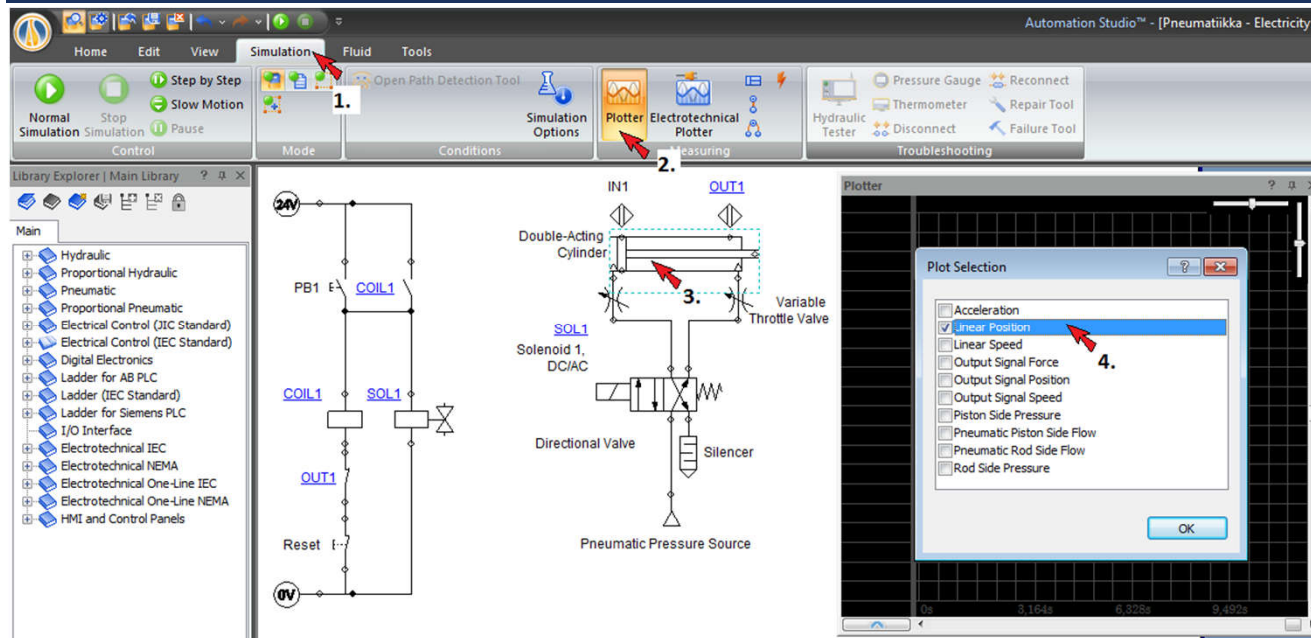 Automation Studio™ - [Pneumatiikka - Electricity
Home Edit View Simulation Fluid Tools
1.
Normal Simulation
Stop Simulation
Step by Step
Slow Motion
Pause
Control
Mode
Open Path Detection Tool
Simulation Options
Conditions
Plotter
Electrotechnical Plotter
2.
Measuring
Hydraulic Tester
Pressure Gauge
Thermometer
Disconnect
Reconnect
Repair Tool
Failure Tool
Troubleshooting
Library Explorer | Main Library
Main
Hydraulic
Proportional Hydraulic
Pneumatic
Proportional Pneumatic
Electrical Control (JIC Standard)
Electrical Control (IEC Standard)
Digital Electronics
Ladder for AB PLC
Ladder (IEC Standard)
Ladder for Siemens PLC
I/O Interface
Electrotechnical IEC
Electrotechnical NEMA
Electrotechnical One-Line IEC
Electrotechnical One-Line NEMA
HMI and Control Panels
24V
PB1
COIL1
COIL1
SOL1
OUT1
Reset
0V
IN1
OUT1
Double-Acting
Cylinder
3.
Variable
Throttle Valve
SOL1
Solenoid 1,
DC/AC
Directional Valve
Silencer
Pneumatic Pressure Source
Plotter
Plot Selection
Acceleration
Linear Position
Linear Speed
Output Signal Force
4.
Output Signal Position
Output Signal Speed
Piston Side Pressure
Pneumatic Piston Side Flow
Pneumatic Rod Side Flow
Rod Side Pressure
OK
0s 3,164s 6,328s 9,492s